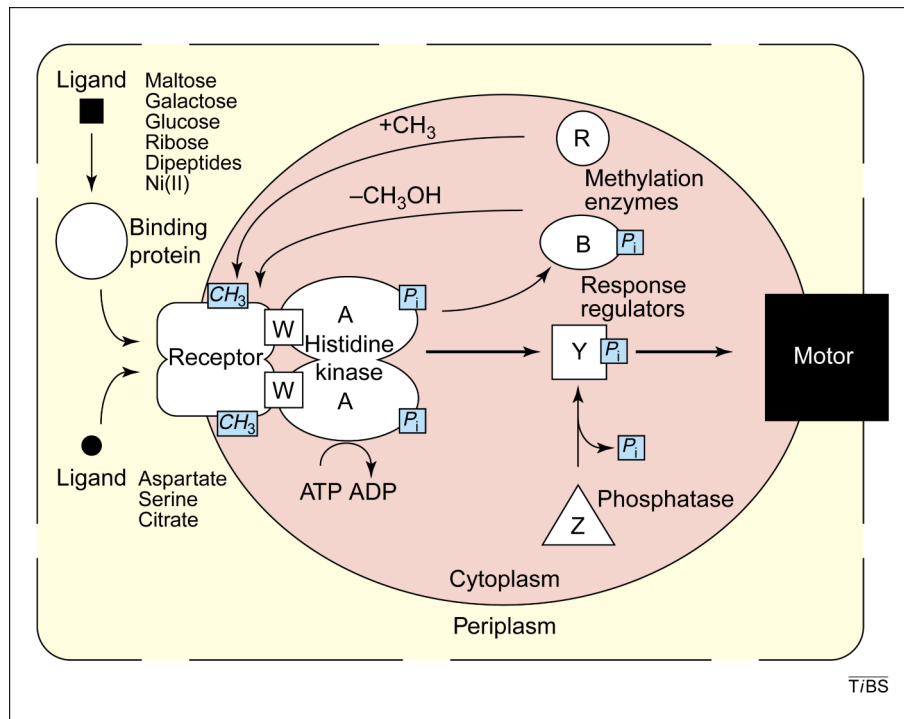 Ligand
Maltose
Galactose
Glucose
Ribose
Dipeptides
Ni(II)
Binding
protein
+CH3
–CH3OH
R
Methylation
enzymes
B
Pi
Response
regulators
CH3
Receptor
CH3
W
W
A
Histidine
kinase
A
Pi
Pi
ATP ADP
Y
Pi
Motor
Pi
Phosphatase
Z
Ligand
Aspartate
Serine
Citrate
Cytoplasm
Periplasm
TiBS